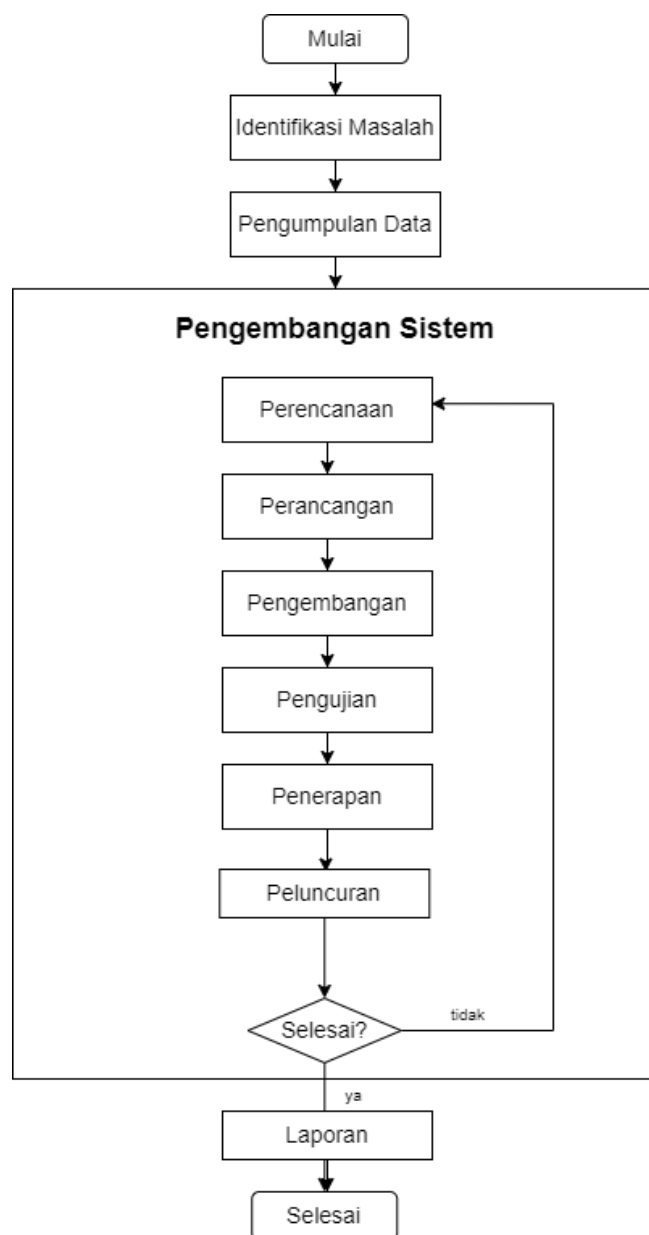 Mulai
Identifikasi Masalah
Pengumpulan Data
Pengembangan Sistem
Perencanaan
Perancangan
Pengembangan
Pengujian
Penerapan
Peluncuran
Selesai?
tidak
ya
Laporan
Selesai